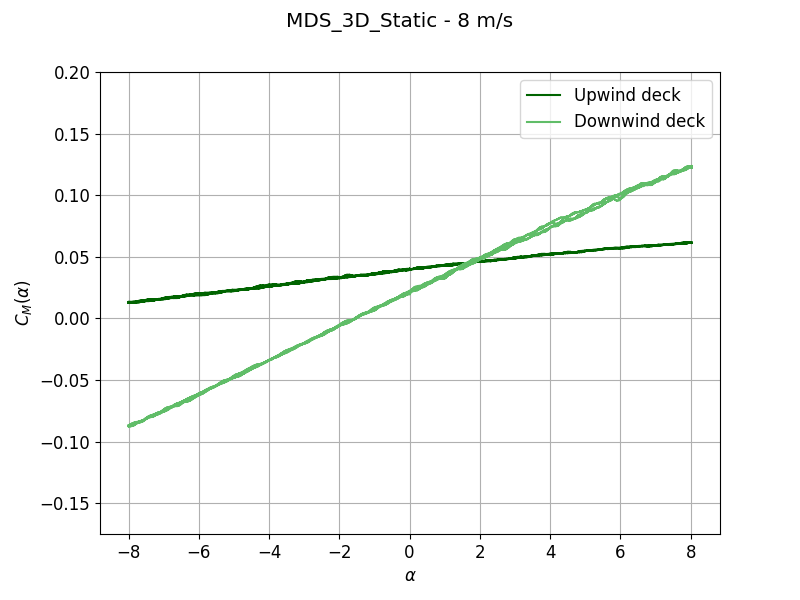 MDS_3D_Static - 8 m/s
0.20
0.15
0.10
0.05
0.00
−0.05
−0.10
−0.15
C_M(α)
Upwind deck
Downwind deck
−8 −6 −4 −2 0 2 4 6 8
α